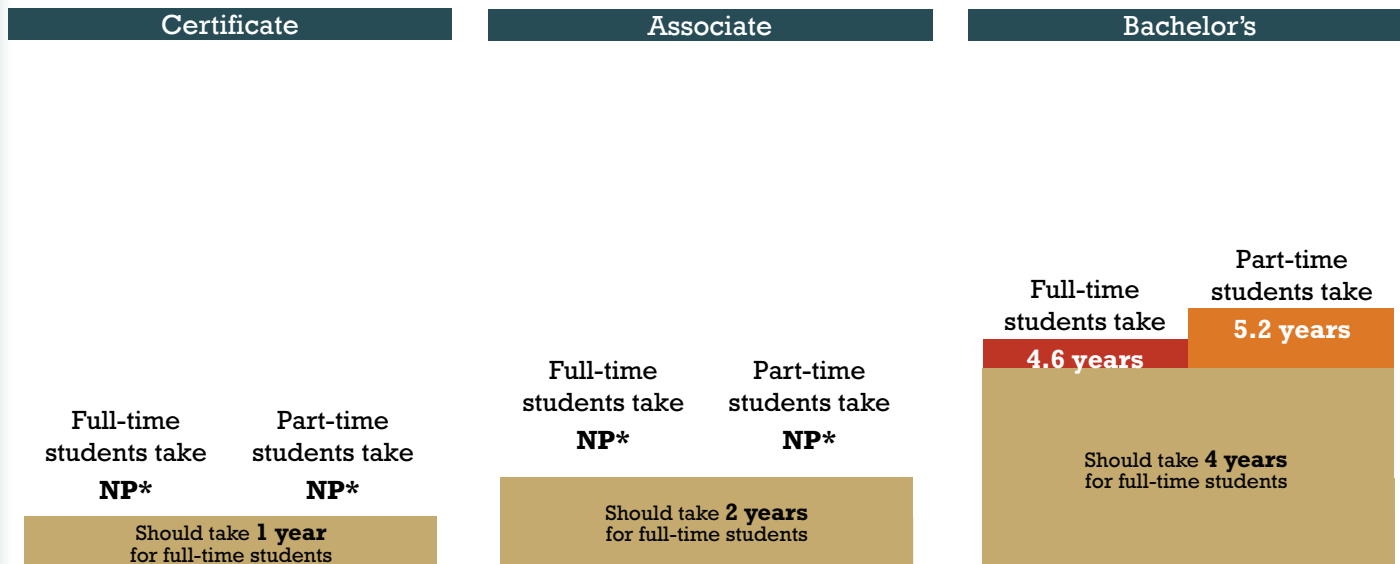 Certificate
Full-time
students take
NP*
Part-time
students take
NP*
Should take 1 year
for full-time students
Associate
Full-time
students take
NP*
Part-time
students take
NP*
Should take 2 years
for full-time students
Bachelor’s
Full-time
students take
4.6 years
Part-time
students take
5.2 years
Should take 4 years
for full-time students